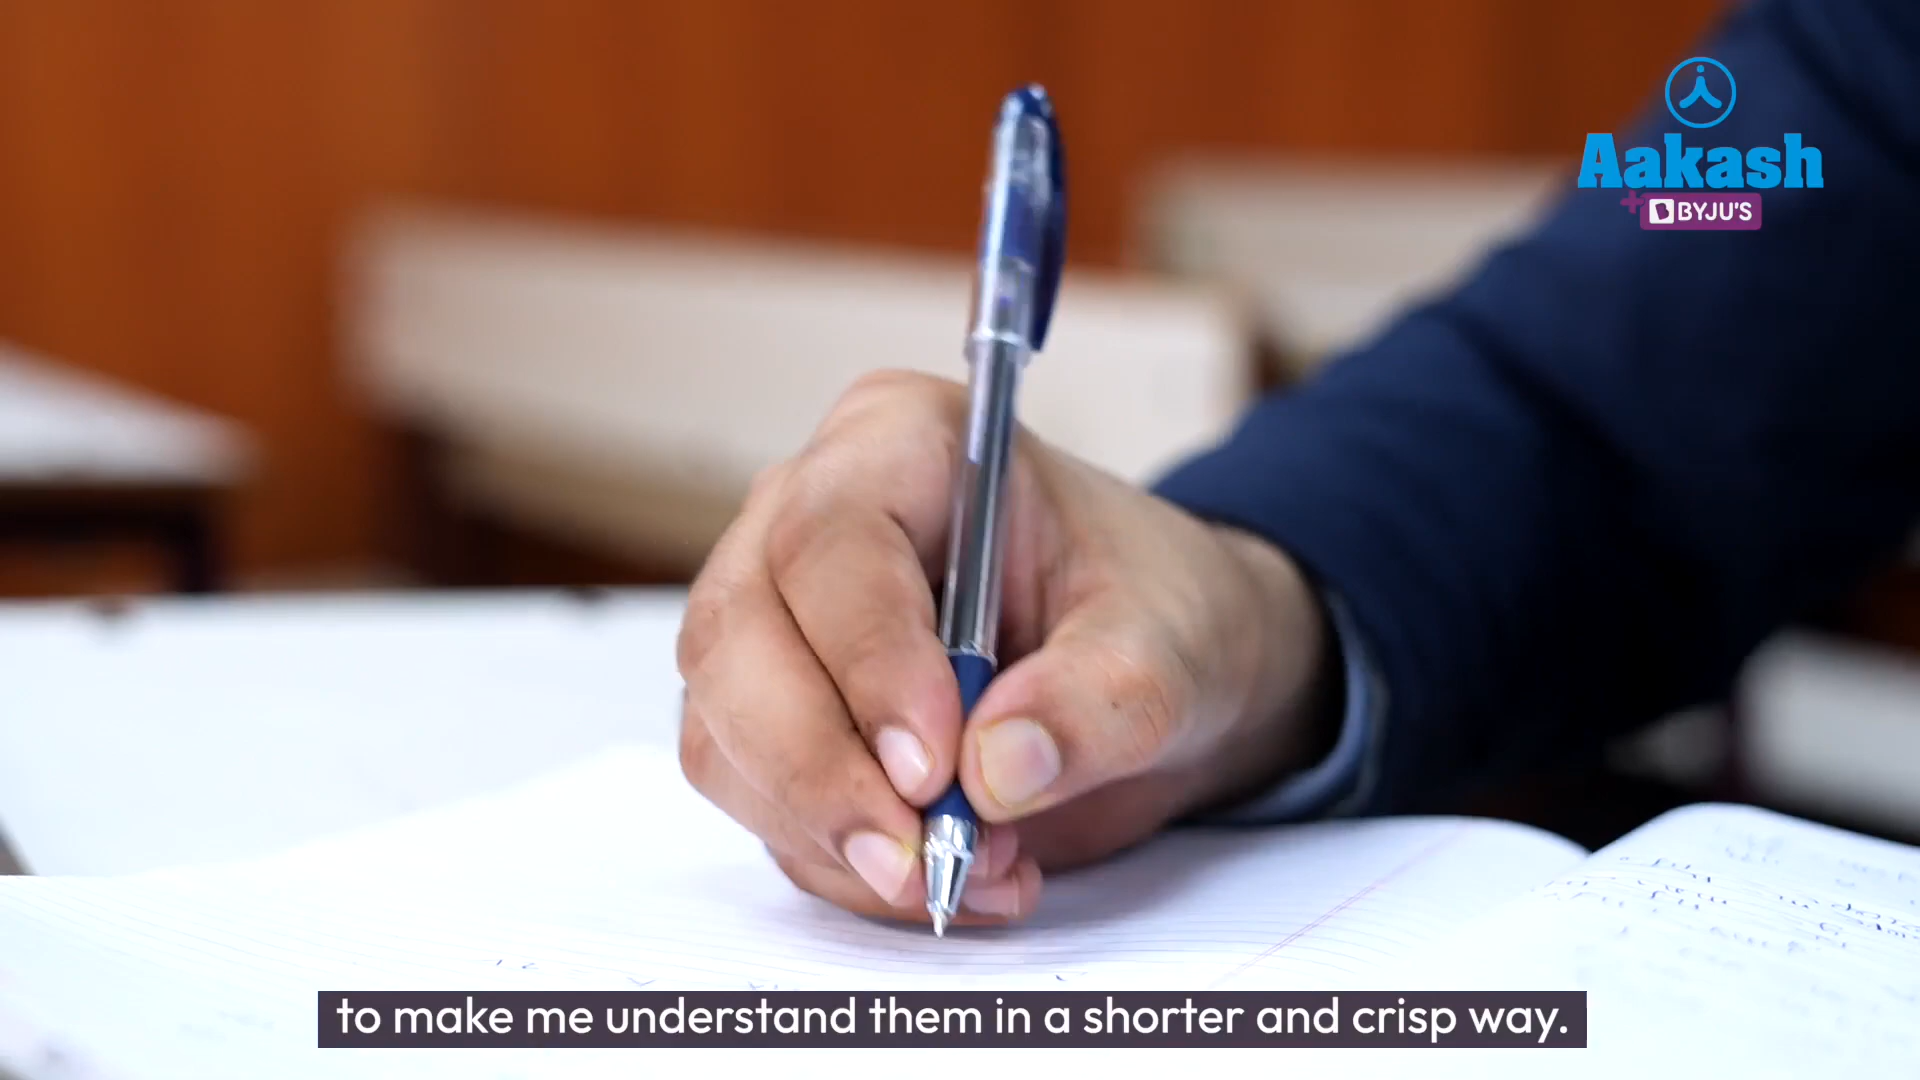 Aakash
+BYJU'S
to make me understand them in a shorter and crisp way.